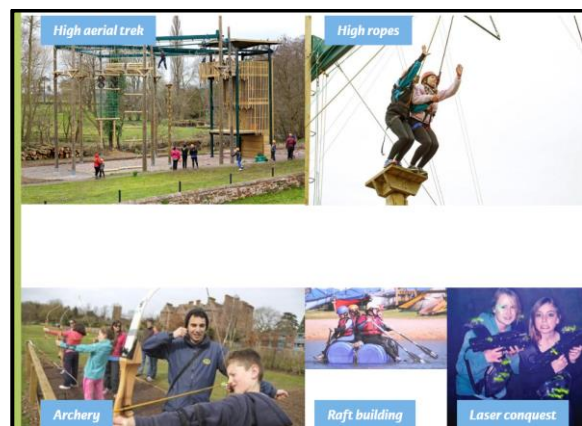 High aerial trek
High ropes
Archery
Raft building
Laser conquest